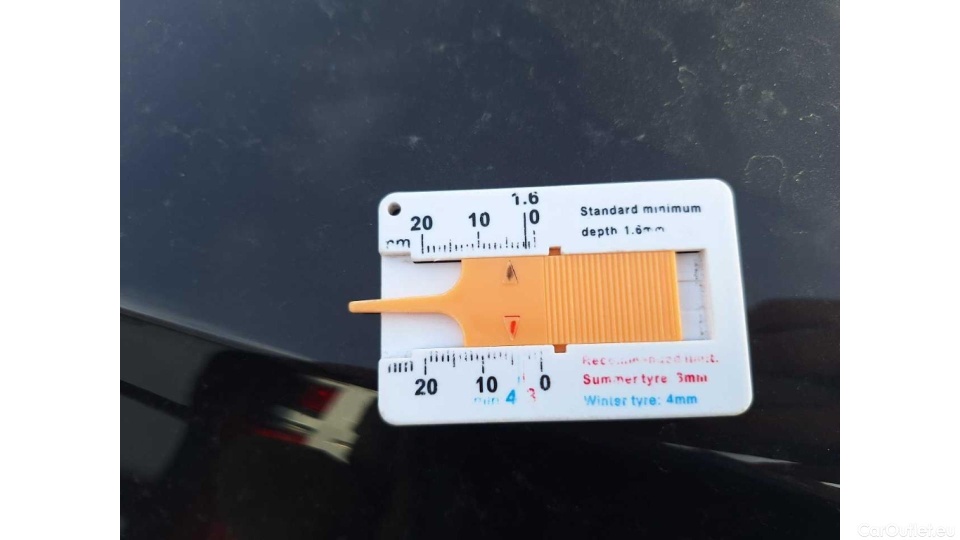 1.6
20 10 0
Standard minimum
depth 1.6mm
mm
mm
20 10 0
min 4 3
Summer tyre 3mm
Winter tyre: 4mm
CarOutlet.eu